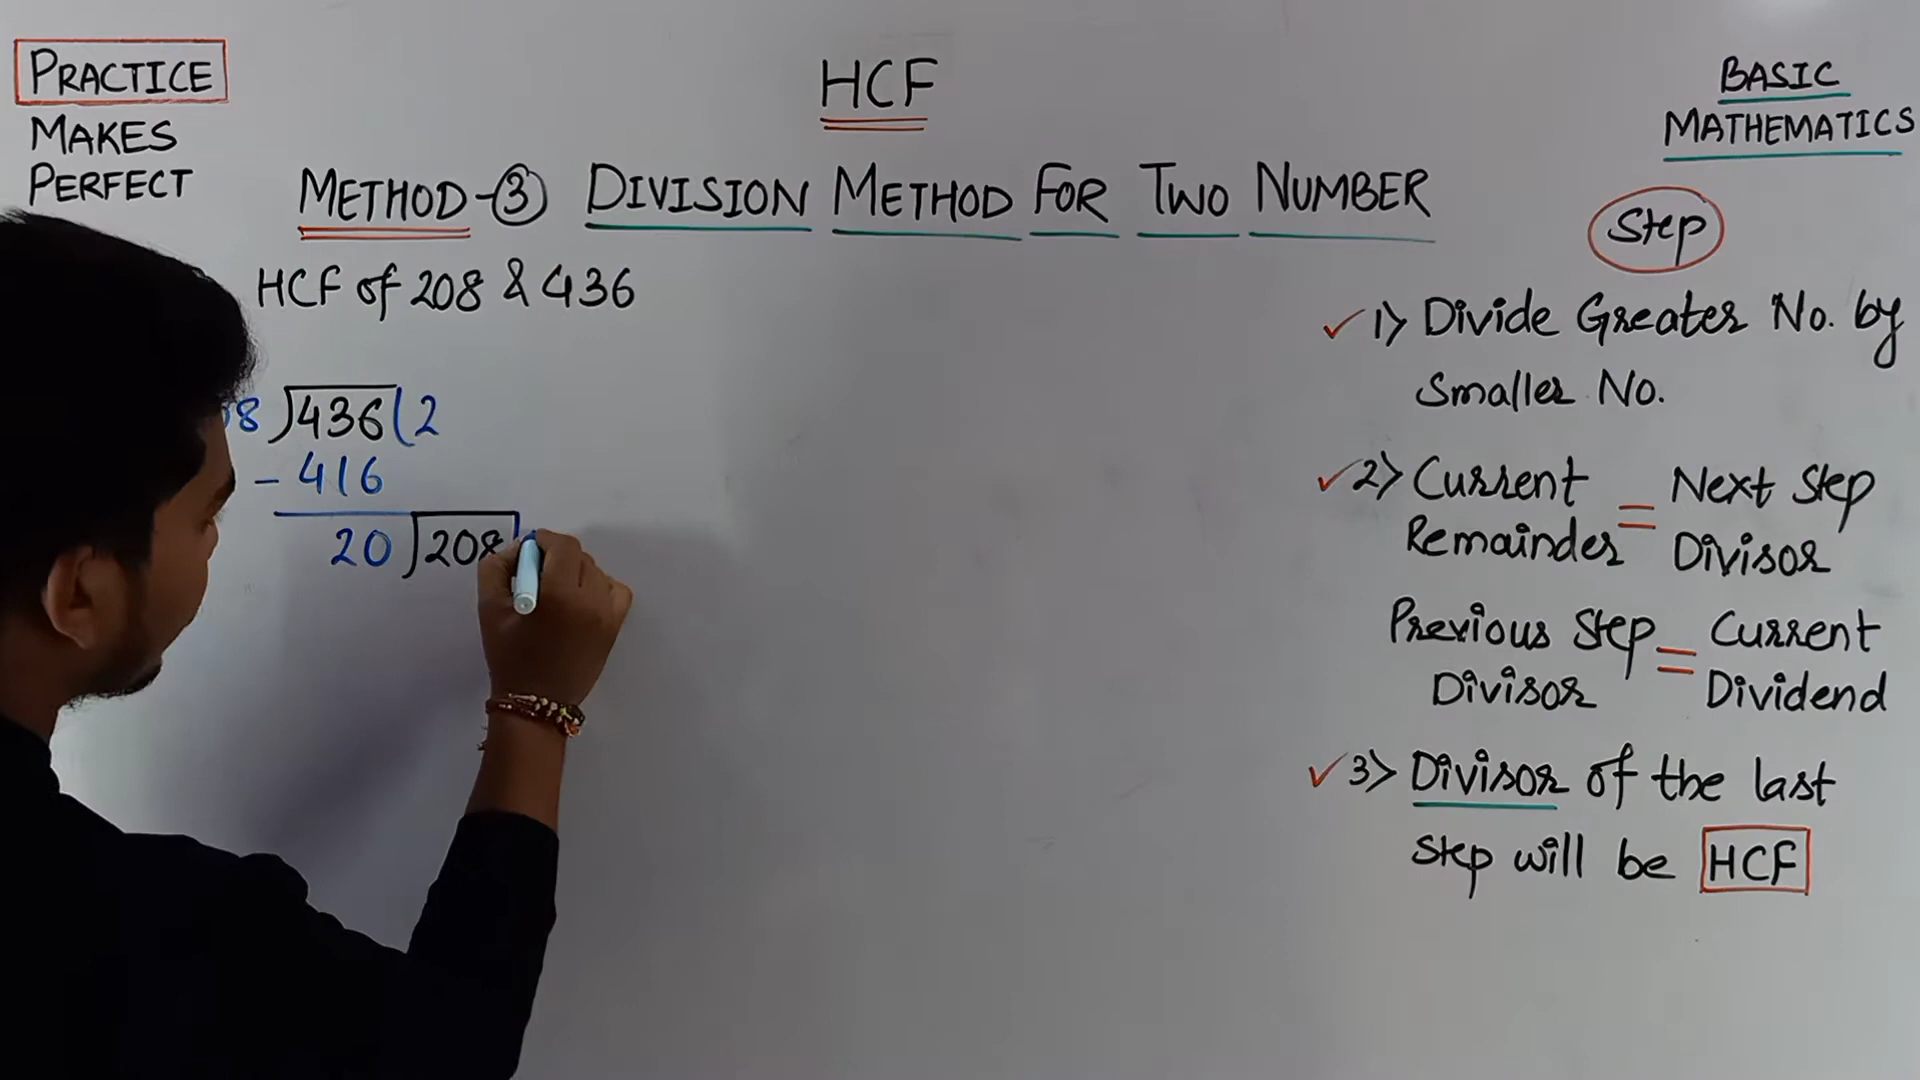 PRACTICE
MAKES
PERFECT
HCF
BASIC
MATHEMATICS
METHOD-③ DIVISION METHOD FOR TWO NUMBER
HCF of 208 & 436
8 )436(2
- 416
20 )208
Step
✓ 1) Divide Greater No. by
Smaller No.
✓ 2) Current Remainder = Next Step Divisor
Previous Step Divisor = Current Dividend
✓ 3) Divisor of the last
Step will be HCF